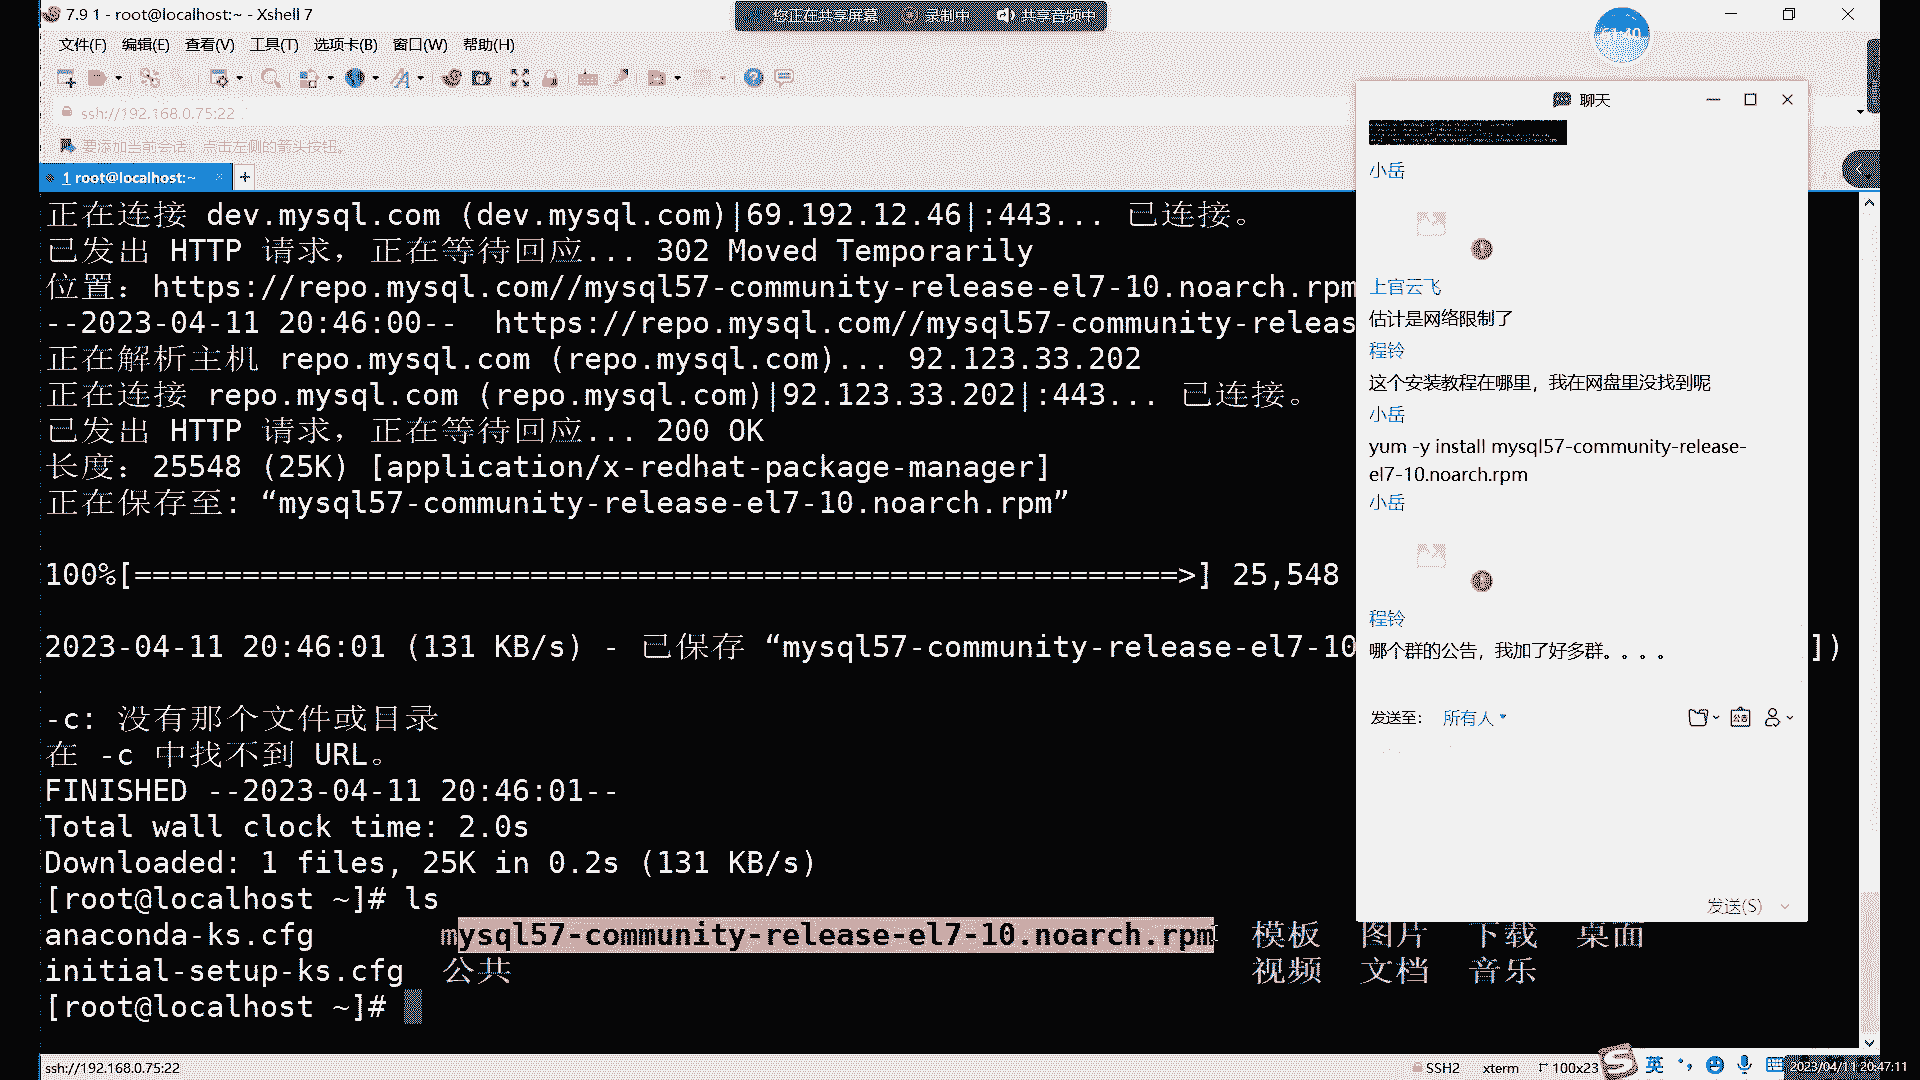 7.9 1 - root@localhost:~ - Xshell 7
您正在共享屏幕 录制中 共享音频中
文件(F) 编辑(E) 查看(V) 工具(T) 选项卡(B) 窗口(W) 帮助(H)
ssh://192.168.0.75:22
要添加当前会话，点击左侧的箭头按钮。
1 root@localhost:~
正在连接 dev.mysql.com (dev.mysql.com)|69.192.12.46|:443... 已连接。
已发出 HTTP 请求，正在等待回应... 302 Moved Temporarily
位置：https://repo.mysql.com//mysql57-community-release-el7-10.noarch.rpm
--2023-04-11 20:46:00--  https://repo.mysql.com//mysql57-community-releas
正在解析主机 repo.mysql.com (repo.mysql.com)... 92.123.33.202
正在连接 repo.mysql.com (repo.mysql.com)|92.123.33.202|:443... 已连接。
已发出 HTTP 请求，正在等待回应... 200 OK
长度：25548 (25K) [application/x-redhat-package-manager]
正在保存至: “mysql57-community-release-el7-10.noarch.rpm”
100%[==========================================================>] 25,548
2023-04-11 20:46:01 (131 KB/s) - 已保存 “mysql57-community-release-el7-10 ])
-c: 没有那个文件或目录
在 -c 中找不到 URL。
FINISHED --2023-04-11 20:46:01--
Total wall clock time: 2.0s
Downloaded: 1 files, 25K in 0.2s (131 KB/s)
[root@localhost ~]# ls
anaconda-ks.cfg mysql57-community-release-el7-10.noarch.rpm 模板 图片 下载 桌面
initial-setup-ks.cfg 公共 视频 文档 音乐
[root@localhost ~]#
聊天
小岳
上官云飞
估计是网络限制了
程铃
这个安装教程在哪里，我在网盘里没找到呢
小岳
yum -y install mysql57-community-release-
el7-10.noarch.rpm
小岳
程铃
哪个群的公告，我加了好多群。。。。
发送至： 所有人
公告
发送(S)
ssh://192.168.0.75:22
SSH2 xterm 100x23 英 2023/04/11 20:47:11